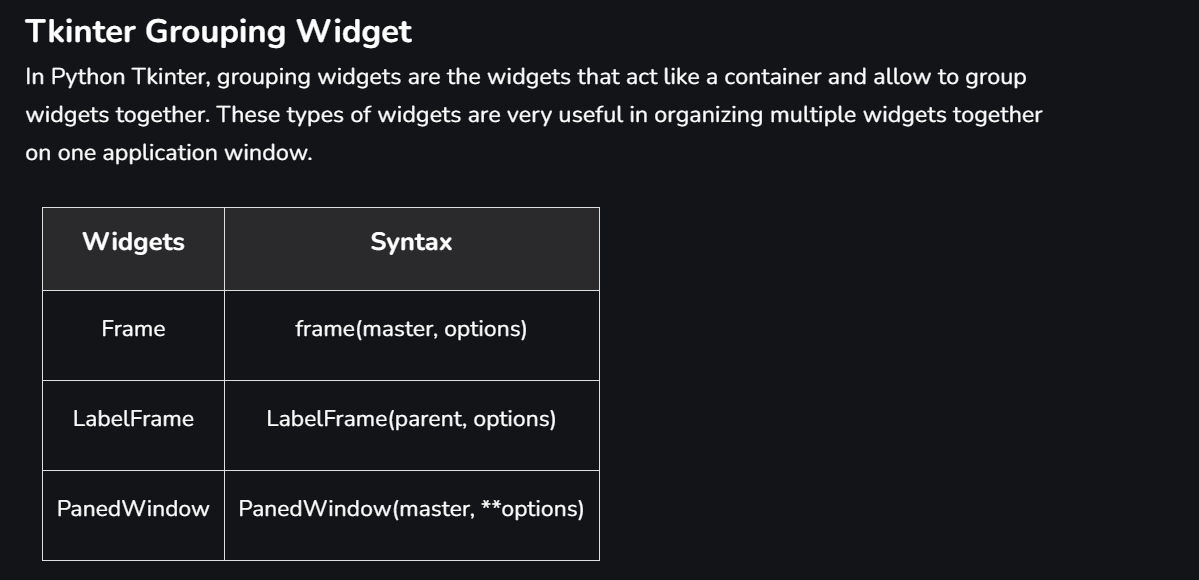 Tkinter Grouping Widget
In Python Tkinter, grouping widgets are the widgets that act like a container and allow to group
widgets together. These types of widgets are very useful in organizing multiple widgets together
on one application window.
Widgets Syntax
Frame frame(master, options)
LabelFrame LabelFrame(parent, options)
PanedWindow PanedWindow(master, **options)